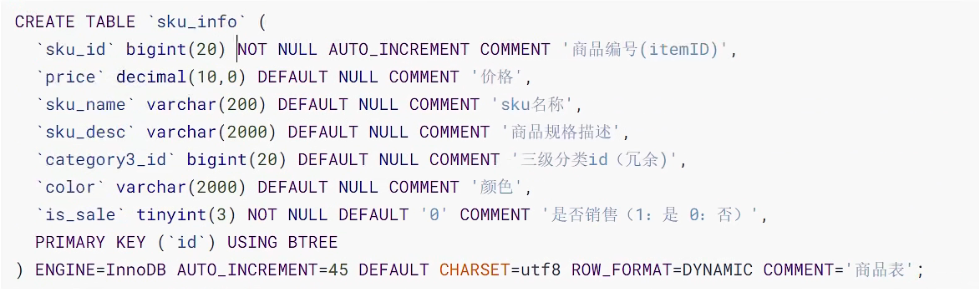 CREATE TABLE `sku_info` (
  `sku_id` bigint(20) NOT NULL AUTO_INCREMENT COMMENT '商品编号(itemID)',
  `price` decimal(10,0) DEFAULT NULL COMMENT '价格',
  `sku_name` varchar(200) DEFAULT NULL COMMENT 'sku名称',
  `sku_desc` varchar(2000) DEFAULT NULL COMMENT '商品规格描述',
  `category3_id` bigint(20) DEFAULT NULL COMMENT '三级分类id（冗余)',
  `color` varchar(2000) DEFAULT NULL COMMENT '颜色',
  `is_sale` tinyint(3) NOT NULL DEFAULT '0' COMMENT '是否销售（1：是 0：否）',
  PRIMARY KEY (`id`) USING BTREE
) ENGINE=InnoDB AUTO_INCREMENT=45 DEFAULT CHARSET=utf8 ROW_FORMAT=DYNAMIC COMMENT='商品表';